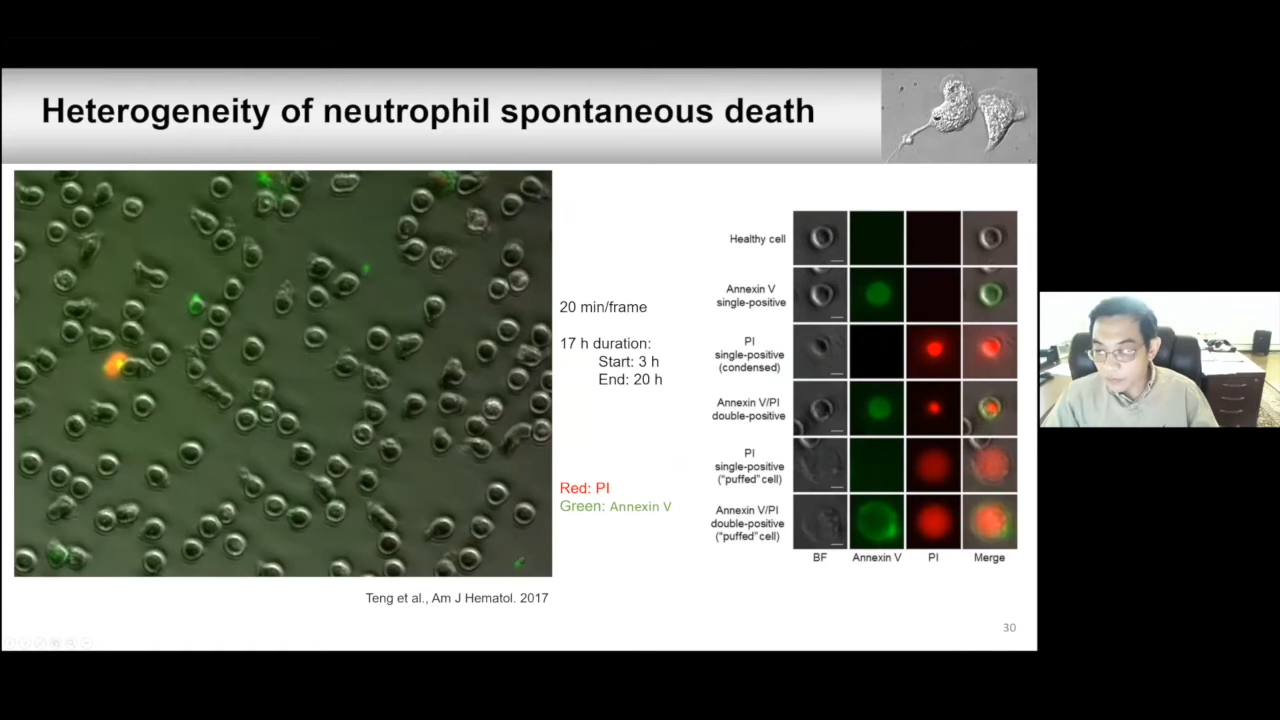 Heterogeneity of neutrophil spontaneous death
20 min/frame
17 h duration:
Start: 3 h
End: 20 h
Red: PI
Green: Annexin V
Teng et al., Am J Hematol. 2017
Healthy cell
Annexin V
single-positive
PI
single-positive
(condensed)
Annexin V/PI
double-positive
PI
single-positive
("puffed" cell)
Annexin V/PI
double-positive
("puffed" cell)
BF Annexin V PI Merge
30